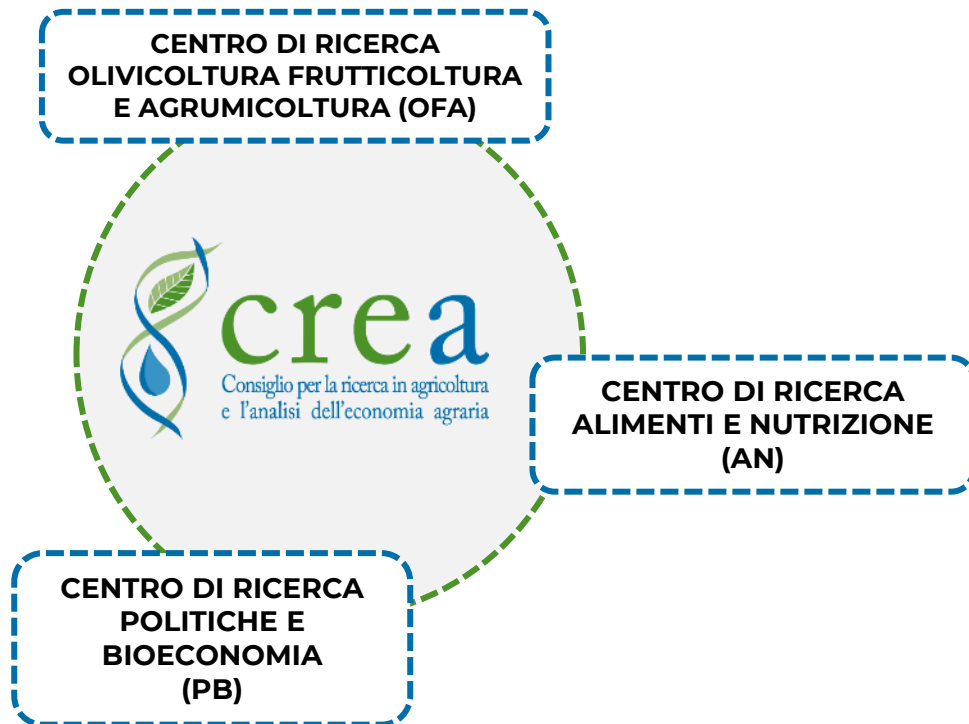 CENTRO DI RICERCA
OLIVICOLTURA FRUTTICOLTURA
E AGRUMICOLTURA (OFA)
crea
Consiglio per la ricerca in agricoltura
e l'analisi dell'economia agraria
CENTRO DI RICERCA
ALIMENTI E NUTRIZIONE
(AN)
CENTRO DI RICERCA
POLITICHE E
BIOECONOMIA
(PB)